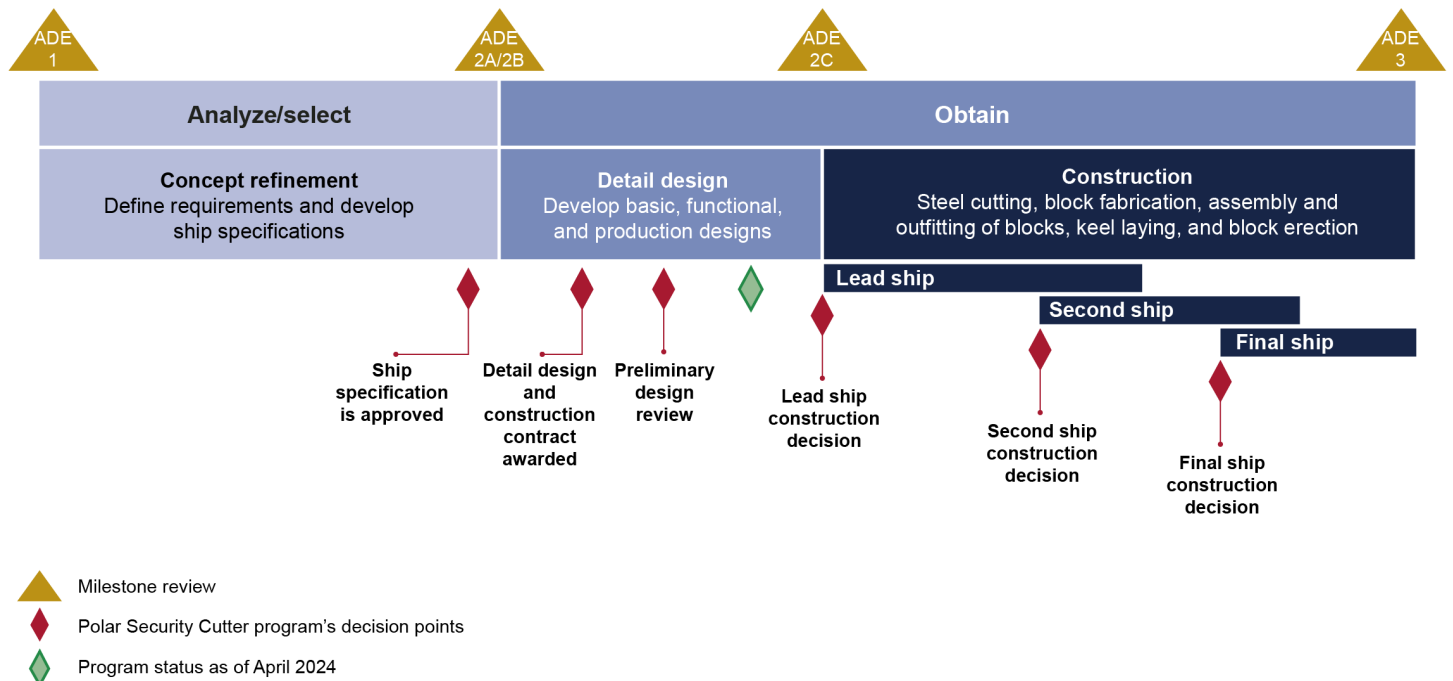 ADE
1
ADE
2A/2B
ADE
2C
ADE
3
Analyze/select
Obtain
Concept refinement
Define requirements and develop
ship specifications
Detail design
Develop basic, functional,
and production designs
Construction
Steel cutting, block fabrication, assembly and
outfitting of blocks, keel laying, and block erection
Lead ship
Second ship
Final ship
Ship
specification
is approved
Detail design
and
construction
contract
awarded
Preliminary
design
review
Lead ship
construction
decision
Second ship
construction
decision
Final ship
construction
decision
Milestone review
Polar Security Cutter program’s decision points
Program status as of April 2024